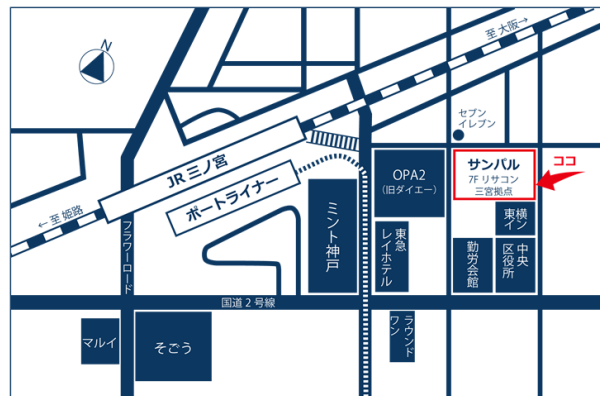 N
至 大阪→
セブン
イレブン
JR 三ノ宮
ポートライナー
← 至 姫路
フラワーロード
ミント神戸
OPA2
(旧ダイエー)
サンパル
7F リサコン
三宮拠点
ココ
東急
レイホテル
東横
イン
勤労会館
中央
区役所
国道 2 号線
マルイ
そごう
ラウンド
ワン